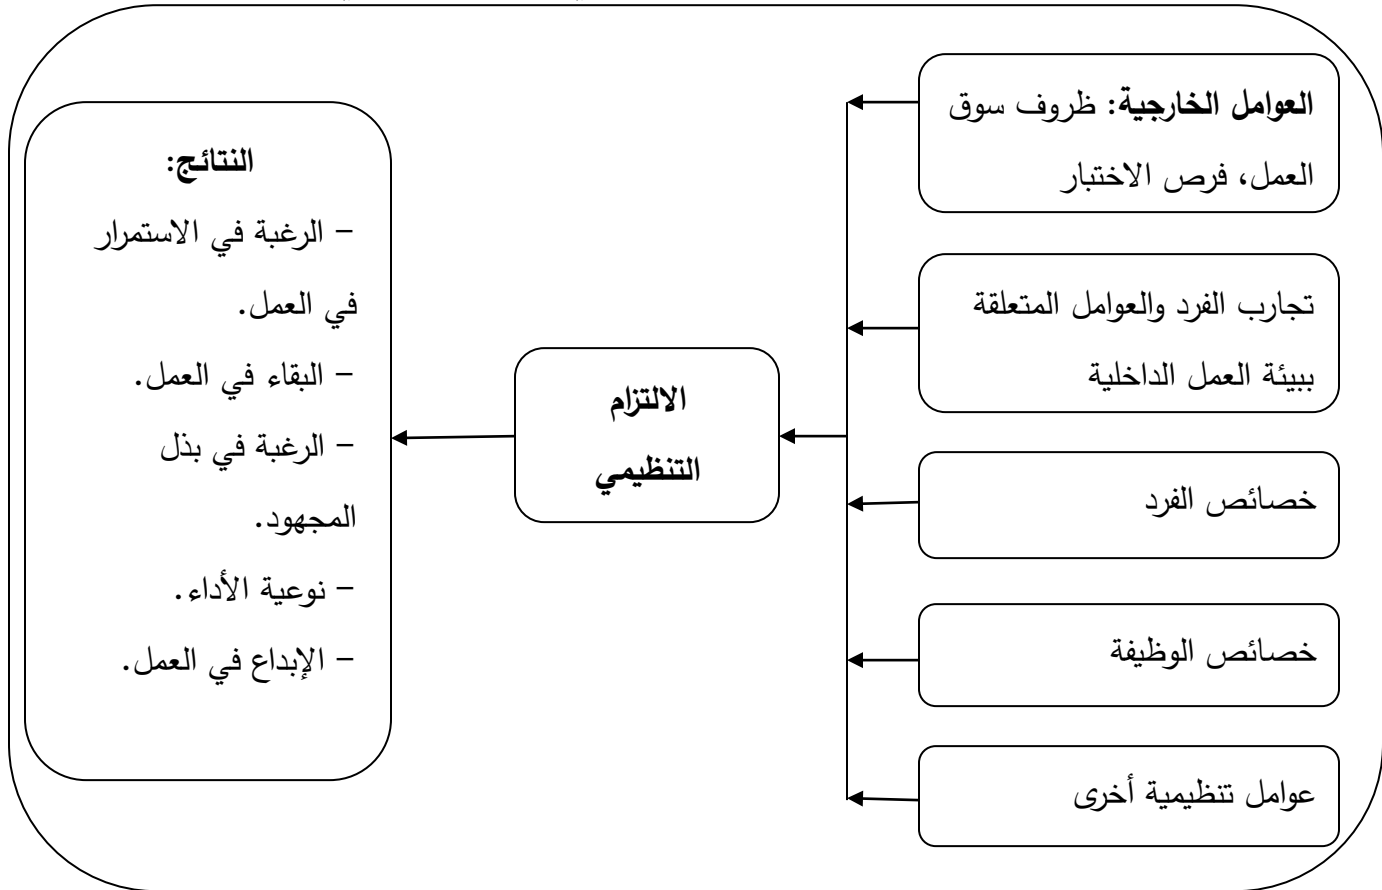 العوامل الخارجية: ظروف سوق
العمل، فرص الاختبار
تجارب الفرد والعوامل المتعلقة
ببيئة العمل الداخلية
خصائص الفرد
خصائص الوظيفة
عوامل تنظيمية أخرى
الالتزام
التنظيمي
النتائج:
- الرغبة في الاستمرار
في العمل.
- البقاء في العمل.
- الرغبة في بذل
المجهود.
- نوعية الأداء.
- الإبداع في العمل.